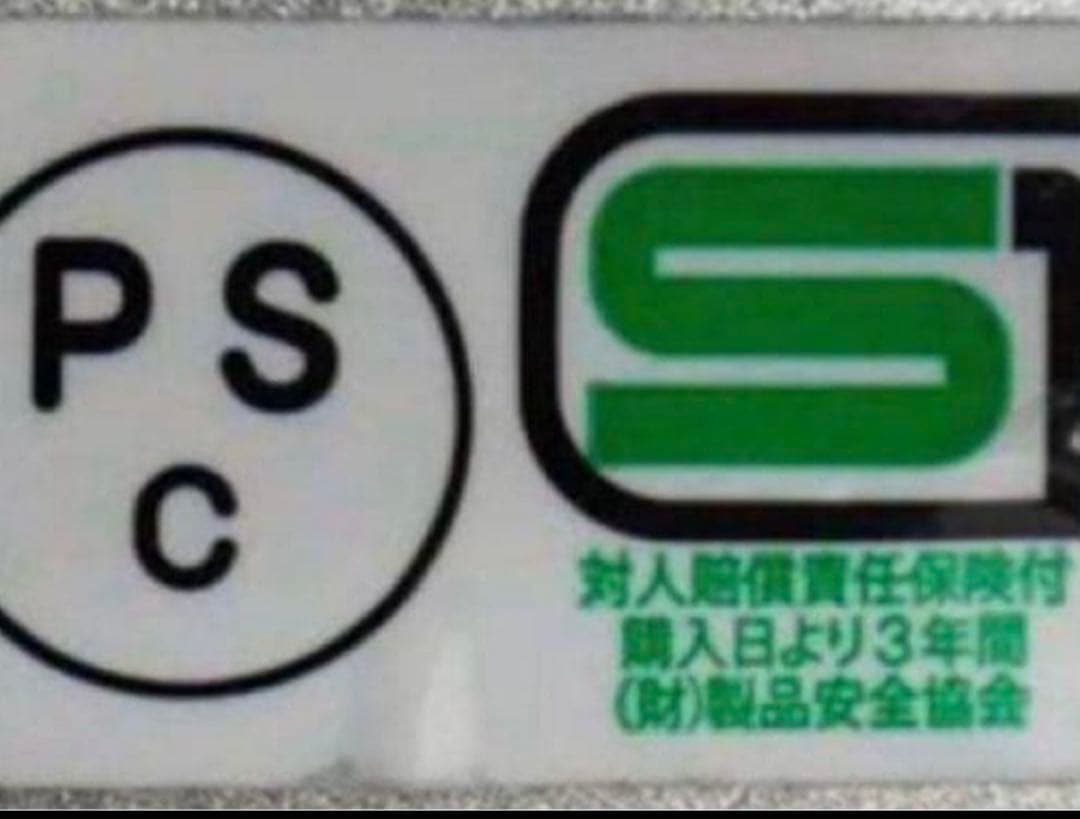 PS
C
S
対人賠償責任保険付
購入日より3年間
(財)製品安全協会